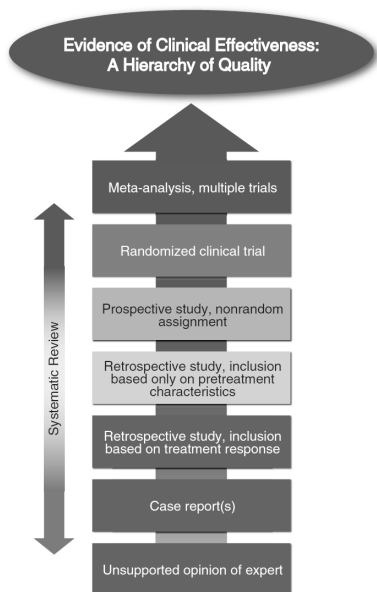 Evidence of Clinical Effectiveness:
A Hierarchy of Quality
Meta-analysis, multiple trials
Randomized clinical trial
Prospective study, nonrandom
assignment
Retrospective study, inclusion
based only on pretreatment
characteristics
Retrospective study, inclusion
based on treatment response
Case report(s)
Unsupported opinion of expert
Systematic Review